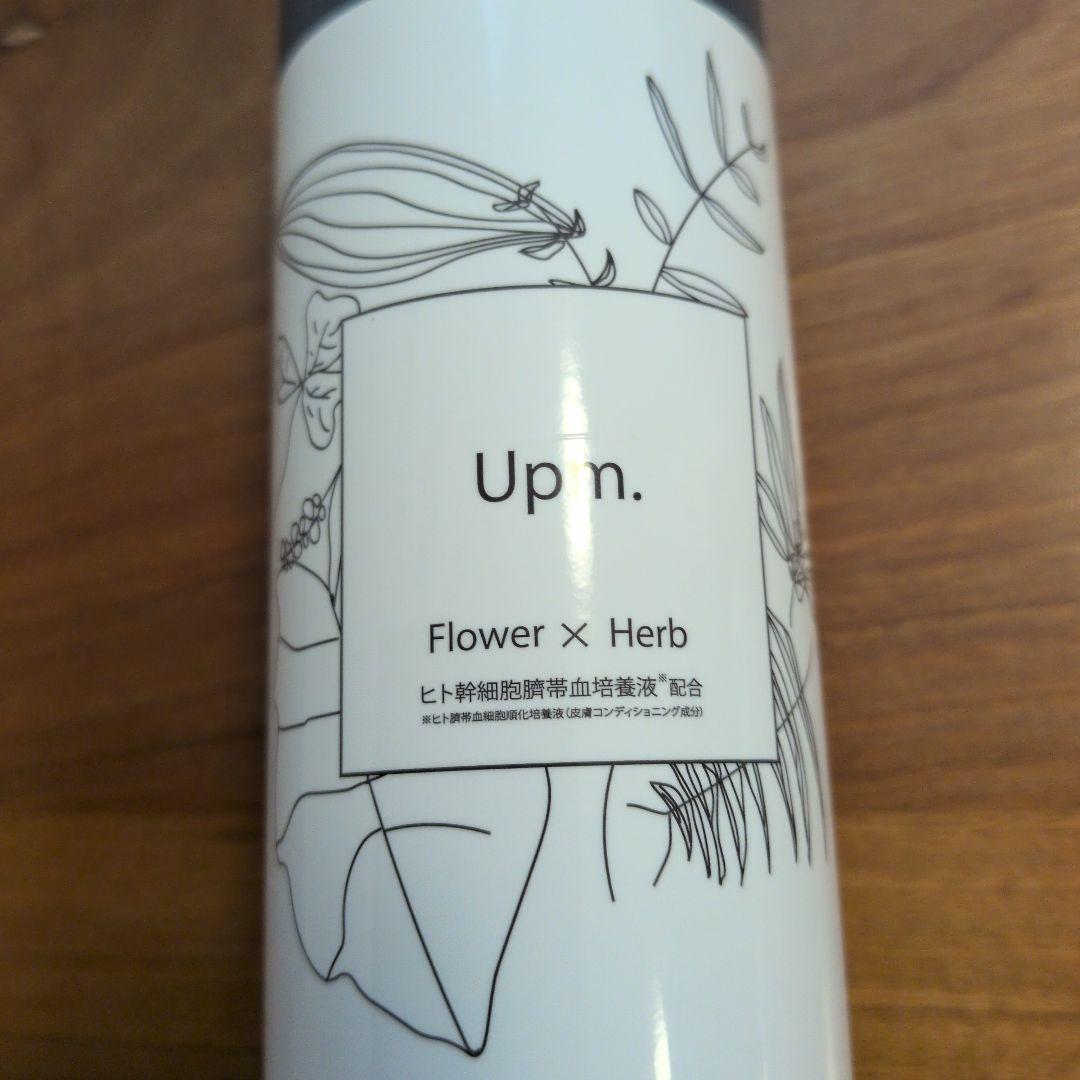 Upm.
Flower × Herb
ヒト幹細胞臍帯血培養液※配合
※ヒト臍帯血細胞順化培養液(皮膚コンディショニング成分)